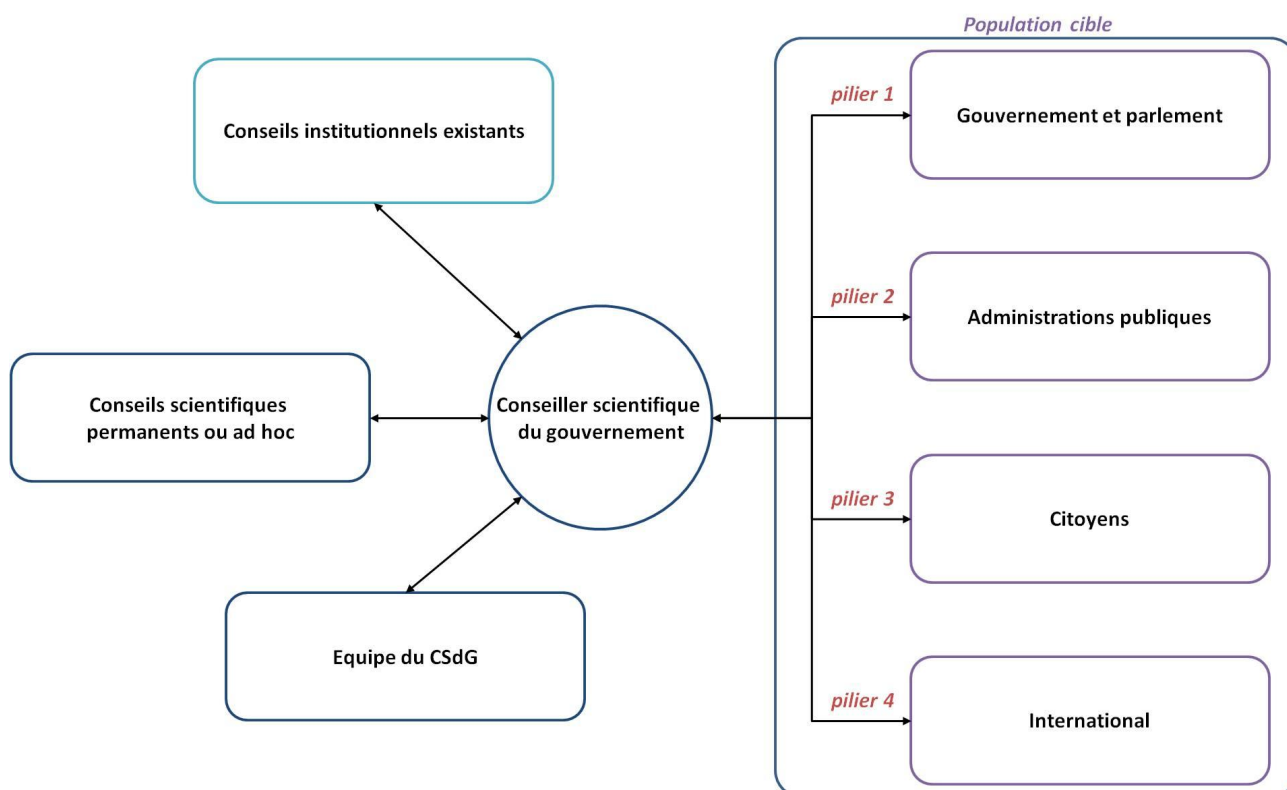 Population cible
Conseils institutionnels existants
pilier 1
Gouvernement et parlement
pilier 2
Administrations publiques
Conseils scientifiques
permanents ou ad hoc
Conseiller scientifique
du gouvernement
pilier 3
Citoyens
Equipe du CSdG
pilier 4
International